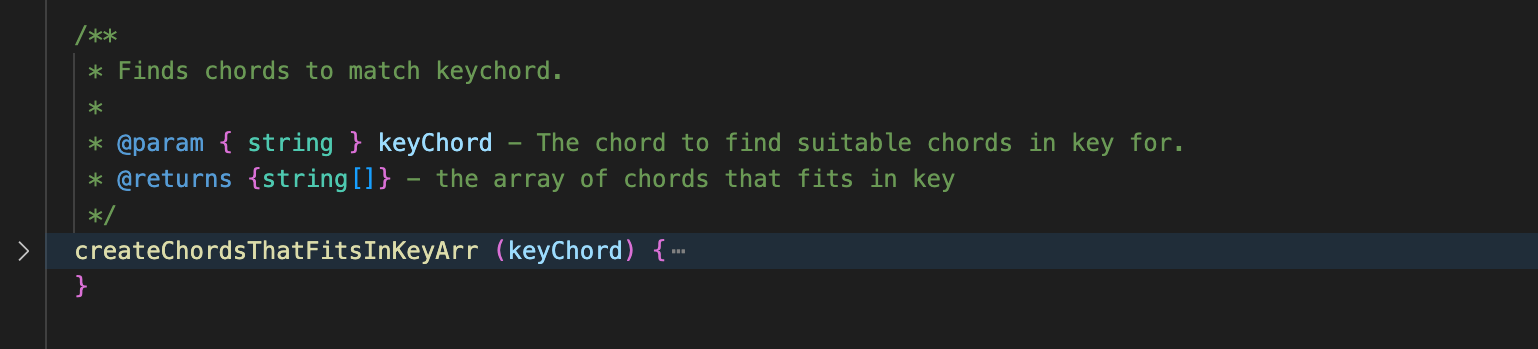 /**
* Finds chords to match keychord.
*
* @param { string } keyChord – The chord to find suitable chords in key for.
* @returns {string[]} – the array of chords that fits in key
*/
createChordsThatFitsInKeyArr (keyChord) {⋯
}